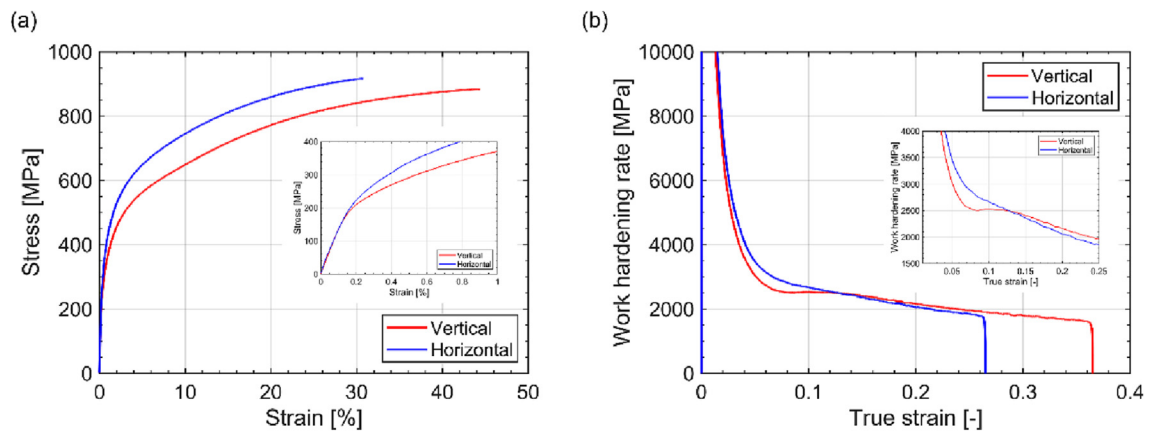 (a)
1000
800
600
400
200
0
Stress [MPa]
0 10 20 30 40 50
Strain [%]
Vertical
Horizontal
400
300
200
100
0
Stress [MPa]
0 0.2 0.4 0.6 0.8 1
Strain [%]
Vertical
Horizontal
(b)
10000
8000
6000
4000
2000
0
Work hardening rate [MPa]
0 0.1 0.2 0.3 0.4
True strain [-]
Vertical
Horizontal
4000
3500
3000
2500
2000
1500
Work hardening rate [MPa]
0.05 0.1 0.15 0.2 0.25
True strain [-]
Vertical
Horizontal